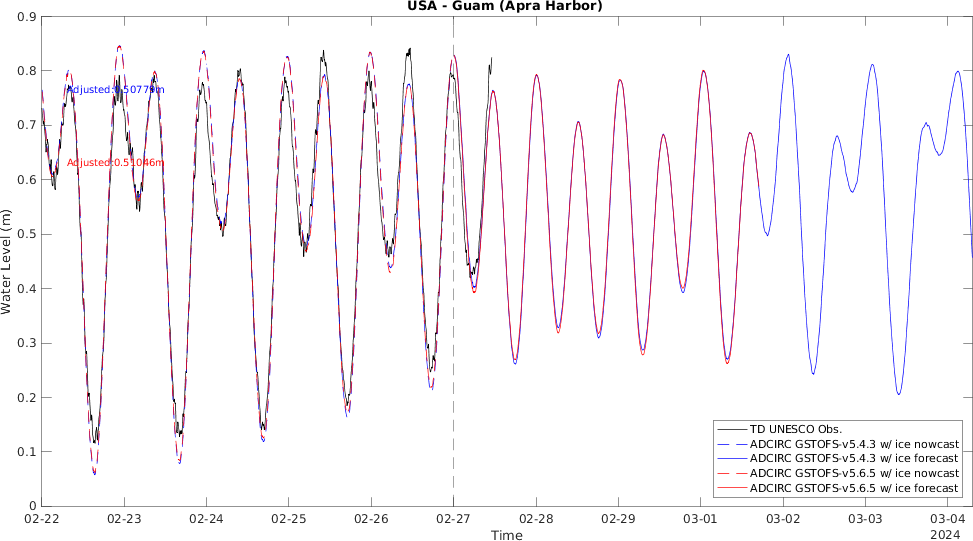 USA - Guam (Apra Harbor)
0.9
0.8
0.7
0.6
0.5
0.4
0.3
0.2
0.1
0
Water Level (m)
Adjusted:0.50779m
Adjusted:0.51046m
TD UNESCO Obs.
ADCIRC GSTOFS-v5.4.3 w/ ice nowcast
ADCIRC GSTOFS-v5.4.3 w/ ice forecast
ADCIRC GSTOFS-v5.6.5 w/ ice nowcast
ADCIRC GSTOFS-v5.6.5 w/ ice forecast
02-22 02-23 02-24 02-25 02-26 02-27 02-28 02-29 03-01 03-02 03-03 03-04
Time
2024